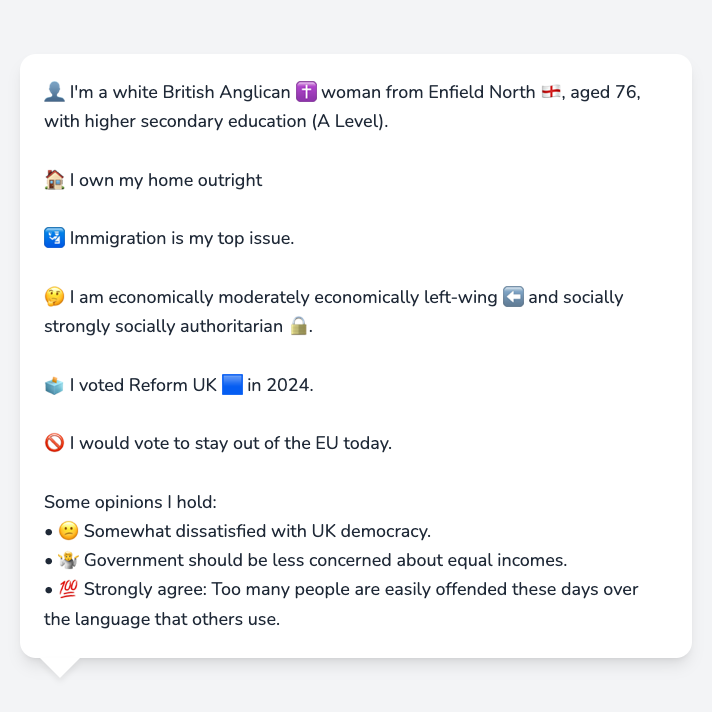 👤 I'm a white British Anglican ✝️ woman from Enfield North 🏴󠁧󠁢󠁥󠁮󠁧󠁿, aged 76,
with higher secondary education (A Level).
🏠 I own my home outright
🛂 Immigration is my top issue.
🤔 I am economically moderately economically left-wing ⬅️ and socially
strongly socially authoritarian 🔒.
🗳️ I voted Reform UK 🟦 in 2024.
🚫 I would vote to stay out of the EU today.
Some opinions I hold:
• 😕 Somewhat dissatisfied with UK democracy.
• 🤷 Government should be less concerned about equal incomes.
• 💯 Strongly agree: Too many people are easily offended these days over
the language that others use.